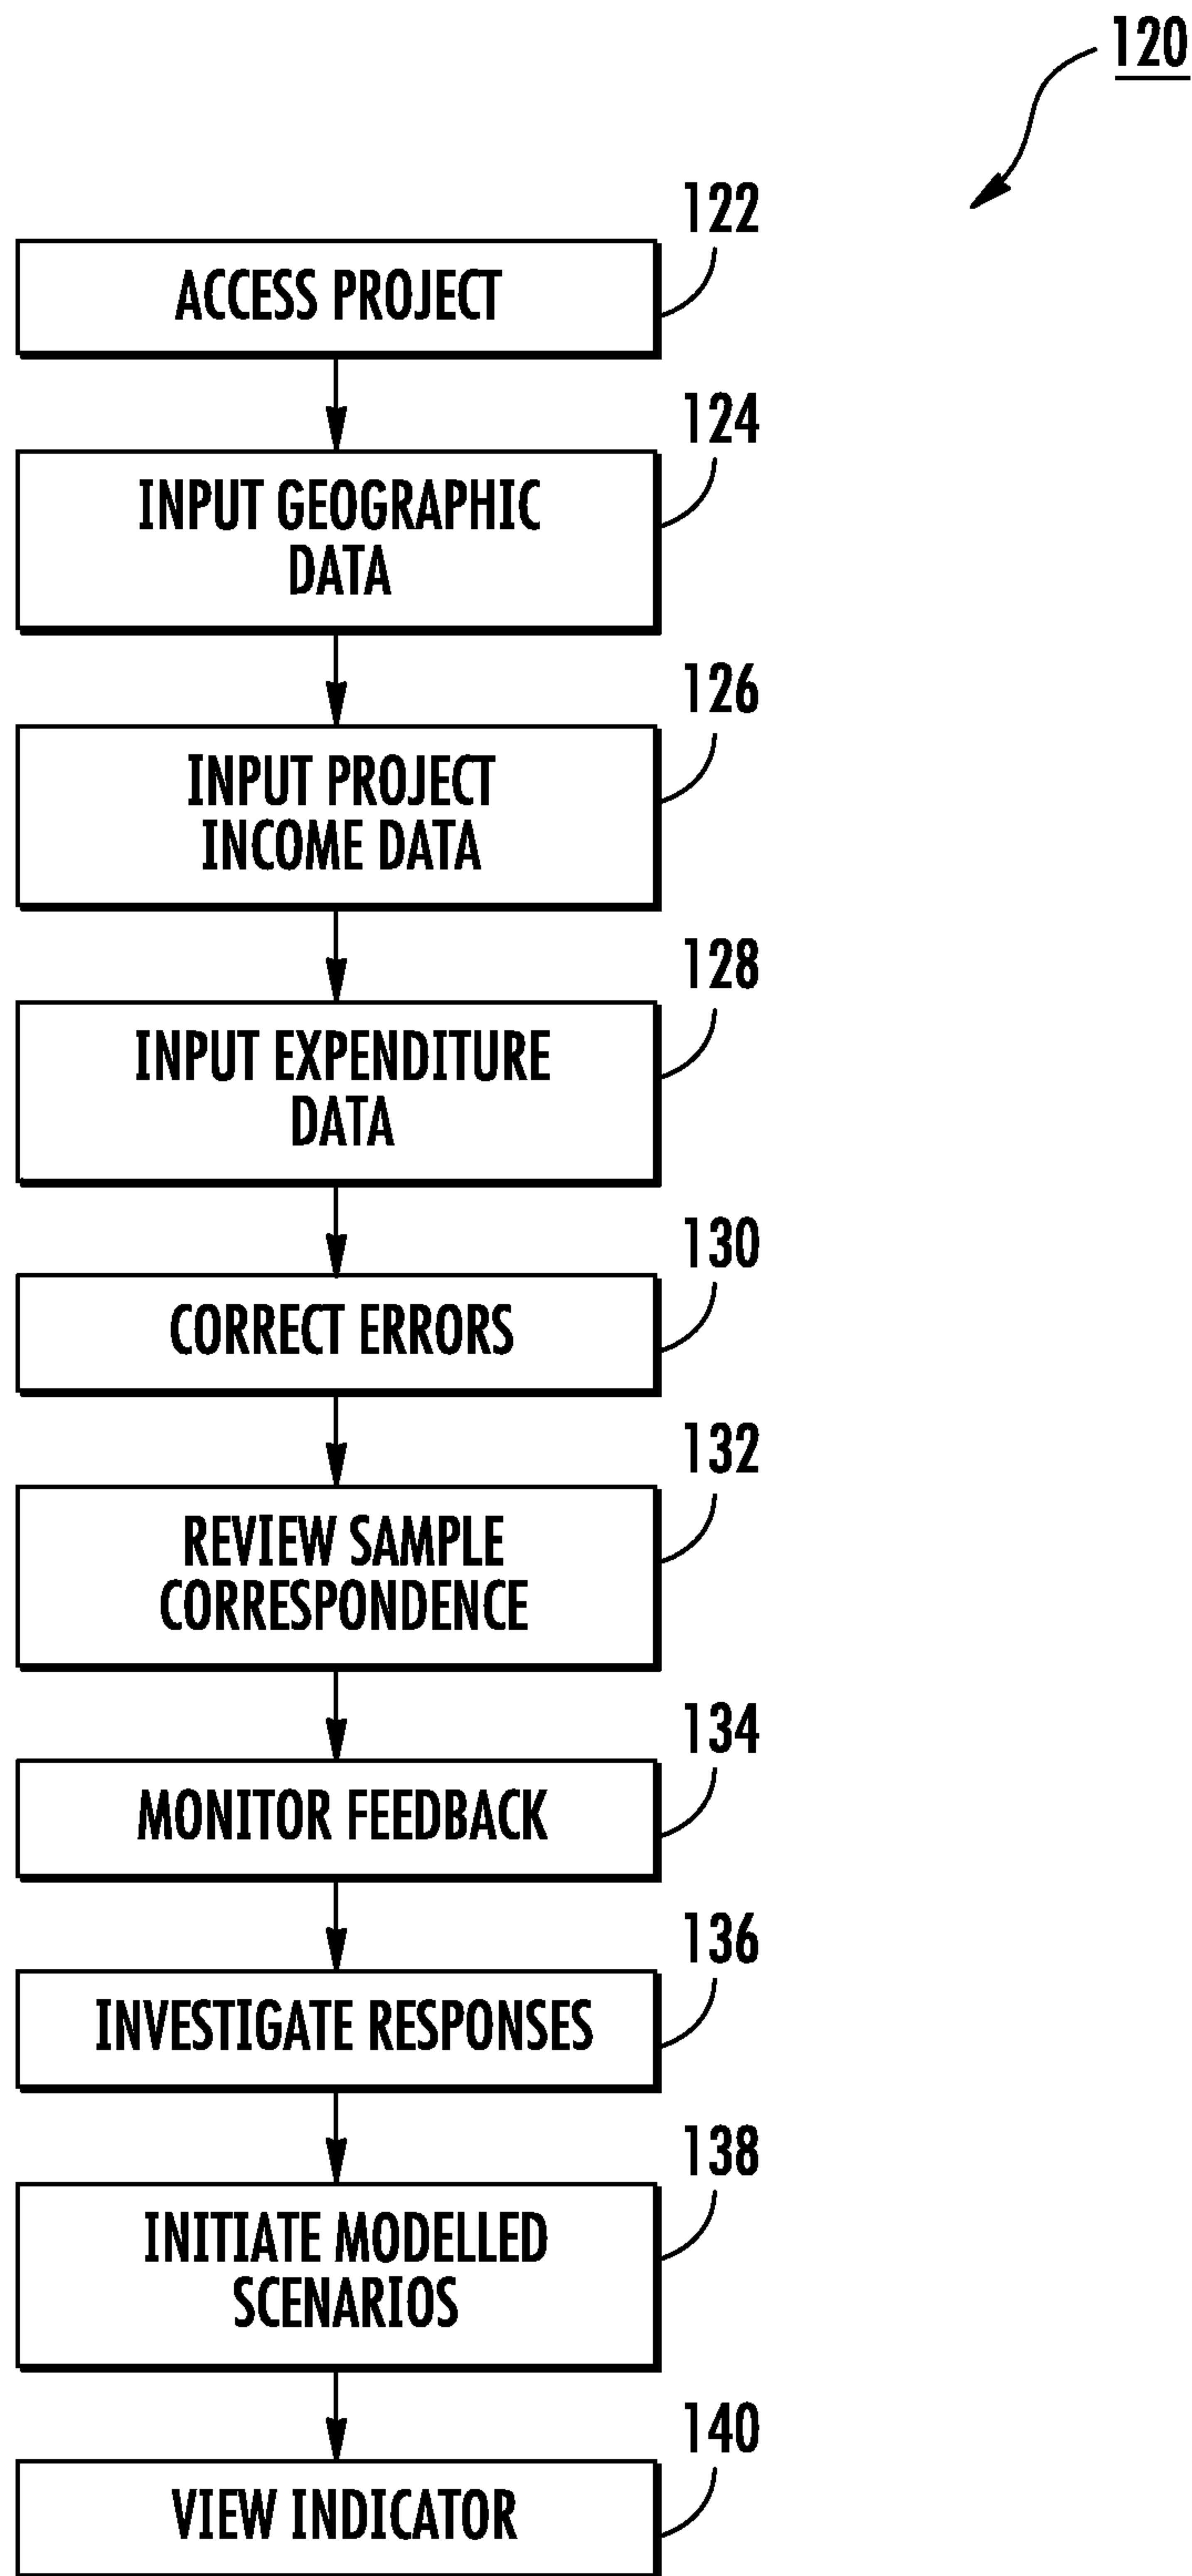 120
122
ACCESS PROJECT
124
INPUT GEOGRAPHIC
DATA
126
INPUT PROJECT
INCOME DATA
128
INPUT EXPENDITURE
DATA
130
CORRECT ERRORS
132
REVIEW SAMPLE
CORRESPONDENCE
134
MONITOR FEEDBACK
136
INVESTIGATE RESPONSES
138
INITIATE MODELLED
SCENARIOS
140
VIEW INDICATOR